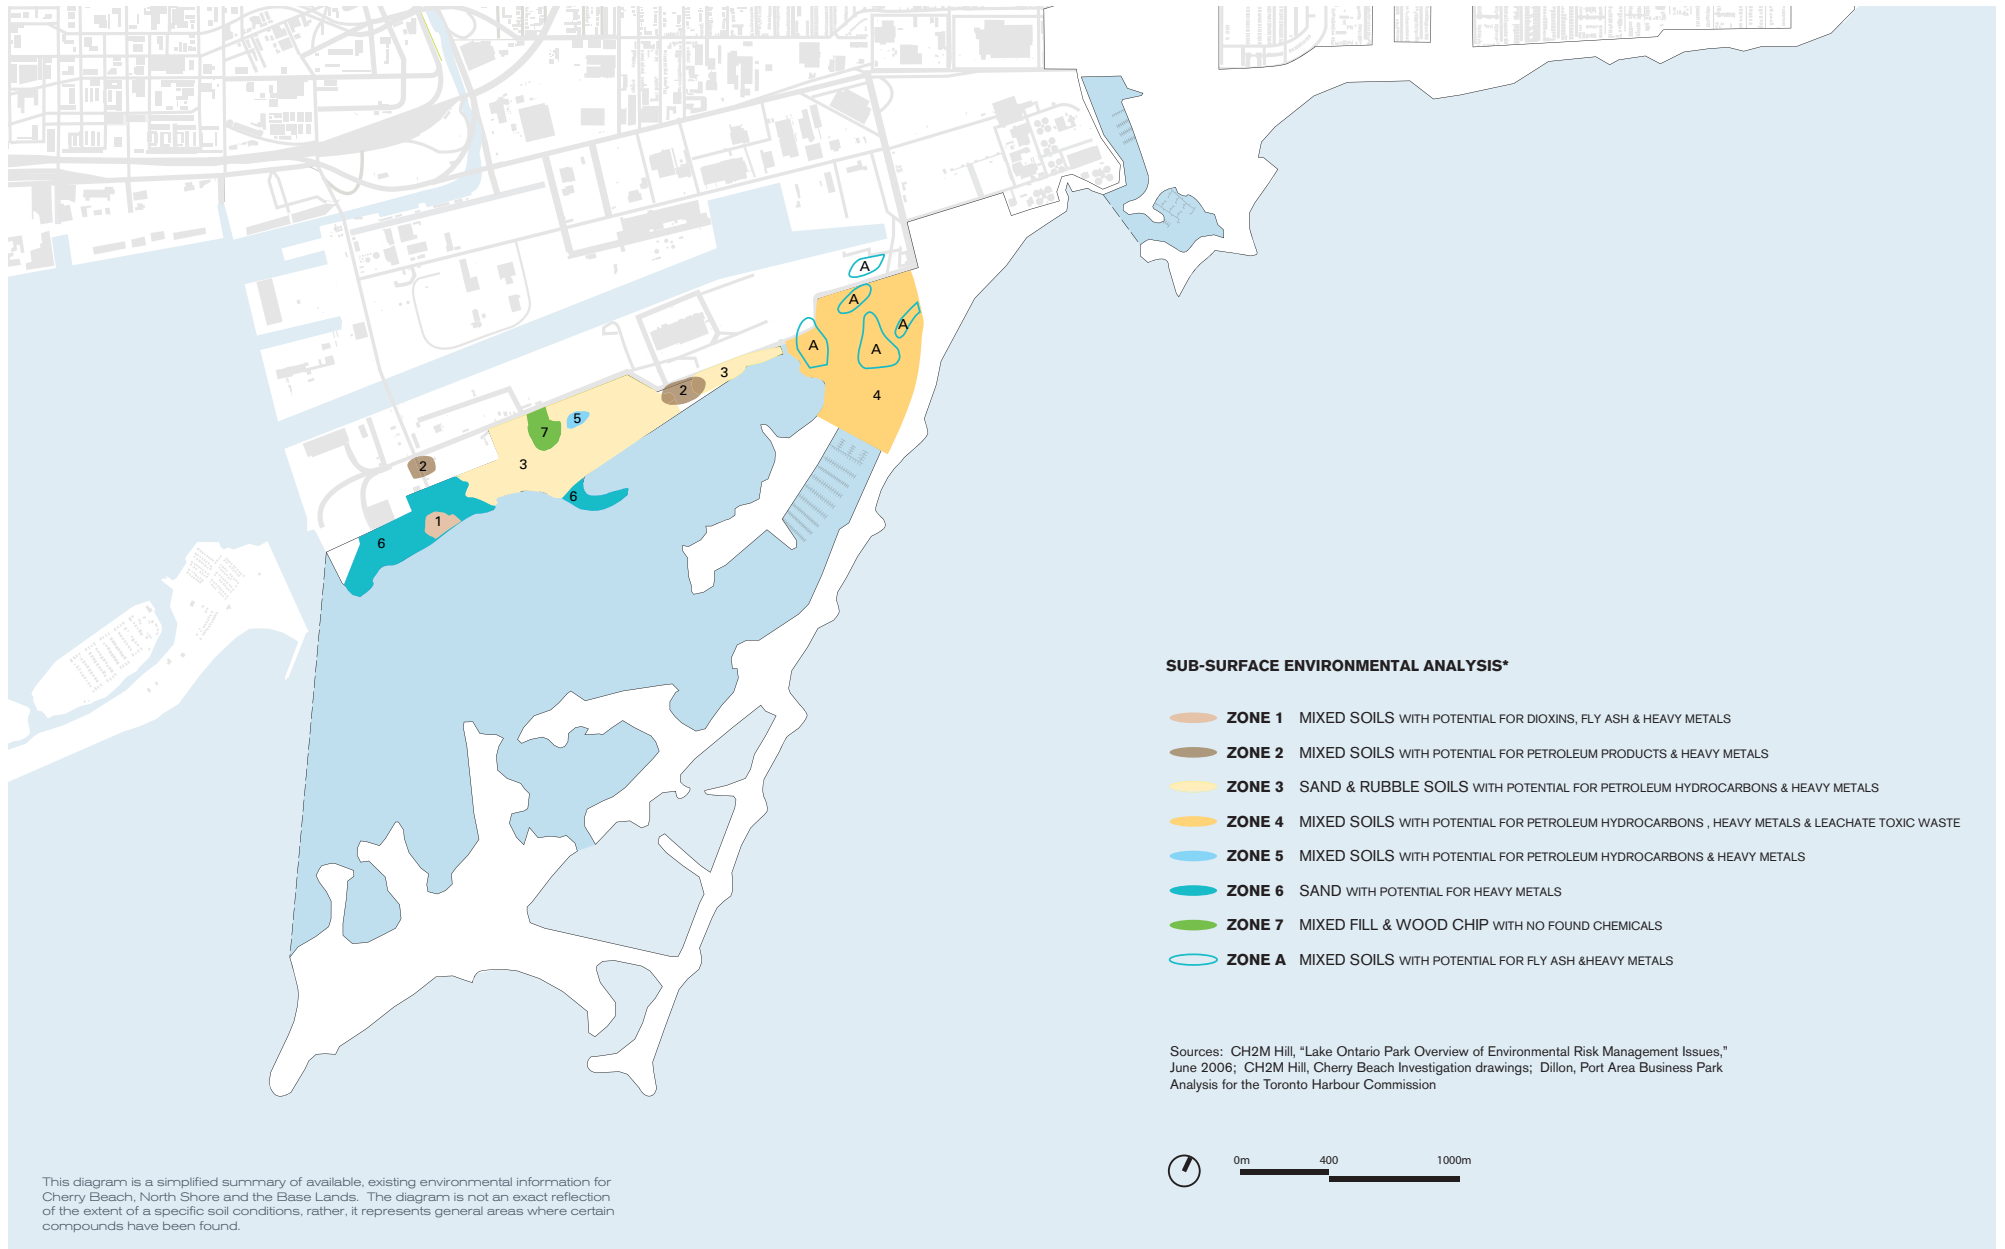 A
A
A
A
A
3
2
4
5
7
3
2
6
1
6
SUB-SURFACE ENVIRONMENTAL ANALYSIS*
ZONE 1 MIXED SOILS WITH POTENTIAL FOR DIOXINS, FLY ASH & HEAVY METALS
ZONE 2 MIXED SOILS WITH POTENTIAL FOR PETROLEUM PRODUCTS & HEAVY METALS
ZONE 3 SAND & RUBBLE SOILS WITH POTENTIAL FOR PETROLEUM HYDROCARBONS & HEAVY METALS
ZONE 4 MIXED SOILS WITH POTENTIAL FOR PETROLEUM HYDROCARBONS , HEAVY METALS & LEACHATE TOXIC WASTE
ZONE 5 MIXED SOILS WITH POTENTIAL FOR PETROLEUM HYDROCARBONS & HEAVY METALS
ZONE 6 SAND WITH POTENTIAL FOR HEAVY METALS
ZONE 7 MIXED FILL & WOOD CHIP WITH NO FOUND CHEMICALS
ZONE A MIXED SOILS WITH POTENTIAL FOR FLY ASH &HEAVY METALS
Sources: CH2M Hill, “Lake Ontario Park Overview of Environmental Risk Management Issues,”
June 2006; CH2M Hill, Cherry Beach Investigation drawings; Dillon, Port Area Business Park
Analysis for the Toronto Harbour Commission
0m 400 1000m
This diagram is a simplified summary of available, existing environmental information for
Cherry Beach, North Shore and the Base Lands. The diagram is not an exact reflection
of the extent of a specific soil conditions, rather, it represents general areas where certain
compounds have been found.